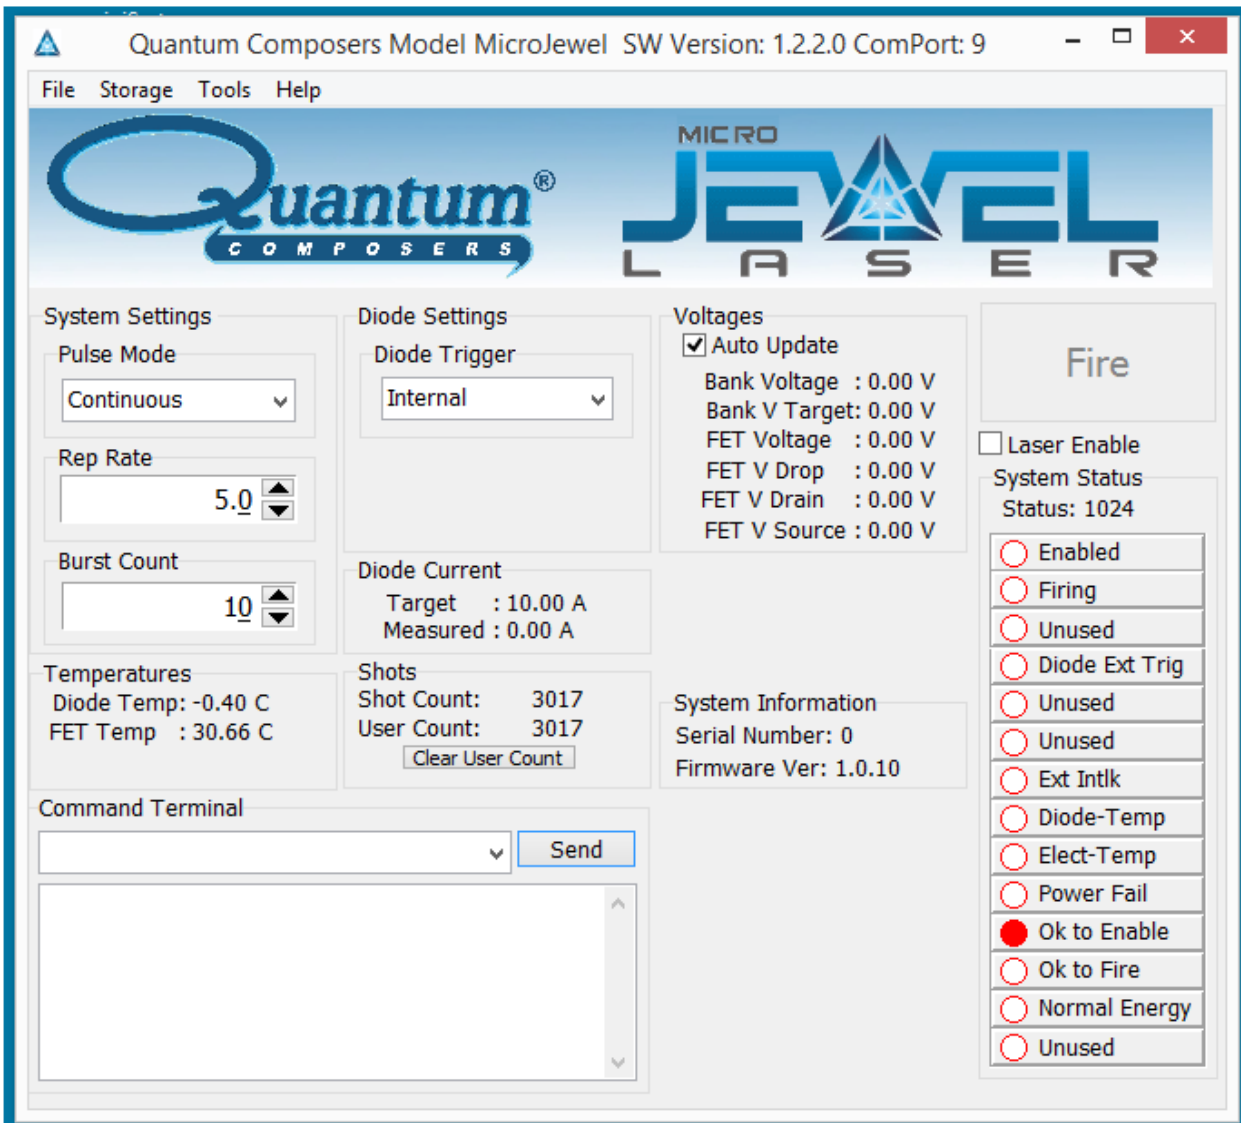 Quantum Composers Model MicroJewel  SW Version: 1.2.2.0 ComPort: 9
File Storage Tools Help
Quantum®
COMPOSERS
MICRO
JEWEL
LASER
System Settings
Pulse Mode
Continuous
Rep Rate
5.0
Burst Count
10
Diode Settings
Diode Trigger
Internal
Diode Current
Target : 10.00 A
Measured : 0.00 A
Voltages
Auto Update
Bank Voltage : 0.00 V
Bank V Target: 0.00 V
FET Voltage : 0.00 V
FET V Drop : 0.00 V
FET V Drain : 0.00 V
FET V Source : 0.00 V
Fire
Laser Enable
System Status
Status: 1024
Enabled
Firing
Unused
Diode Ext Trig
Unused
Unused
Ext Intlk
Diode-Temp
Elect-Temp
Power Fail
Ok to Enable
Ok to Fire
Normal Energy
Unused
Temperatures
Diode Temp: -0.40 C
FET Temp : 30.66 C
Shots
Shot Count: 3017
User Count: 3017
Clear User Count
System Information
Serial Number: 0
Firmware Ver: 1.0.10
Command Terminal
Send